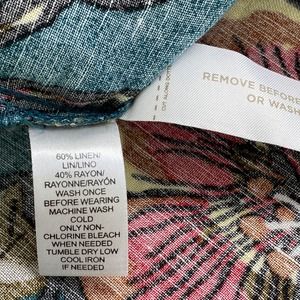 REMOVE BEFORE
OR WASH
60% LINEN/
LIN/LINO
40% RAYON/
RAYONNE/RAYÓN
WASH ONCE
BEFORE WEARING
MACHINE WASH
COLD
ONLY NON-
CHLORINE BLEACH
WHEN NEEDED
TUMBLE DRY LOW
COOL IRON
IF NEEDED